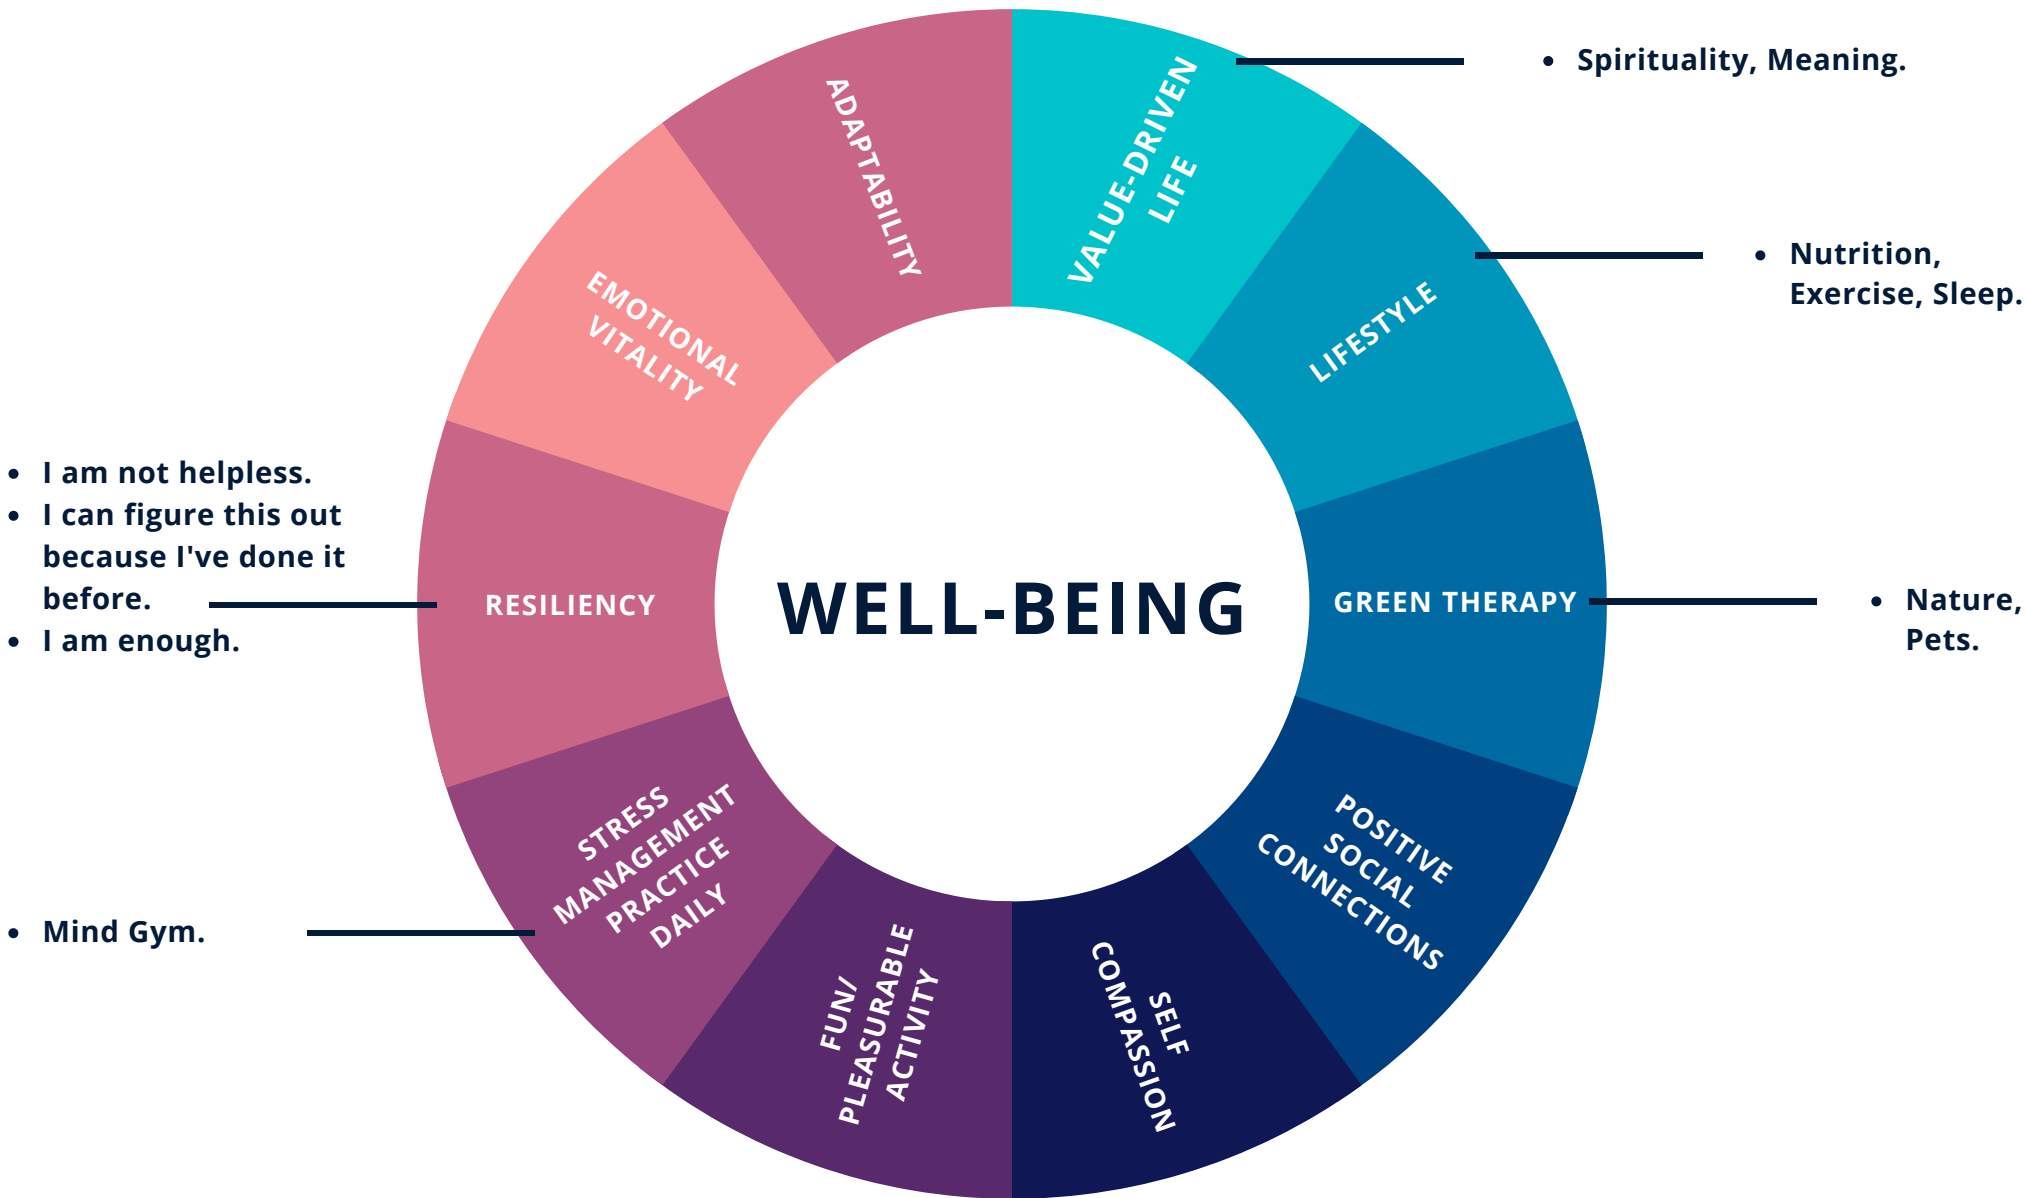 WELL-BEING
VALUE-DRIVEN
LIFE
• Spirituality, Meaning.
LIFESTYLE
• Nutrition,
Exercise, Sleep.
GREEN THERAPY
• Nature,
Pets.
POSITIVE
SOCIAL
CONNECTIONS
SELF
COMPASSION
FUN/
PLEASURABLE
ACTIVITY
STRESS
MANAGEMENT
PRACTICE
DAILY
• Mind Gym.
RESILIENCY
• I am not helpless.
• I can figure this out
because I've done it
before.
• I am enough.
EMOTIONAL
VITALITY
ADAPTABILITY